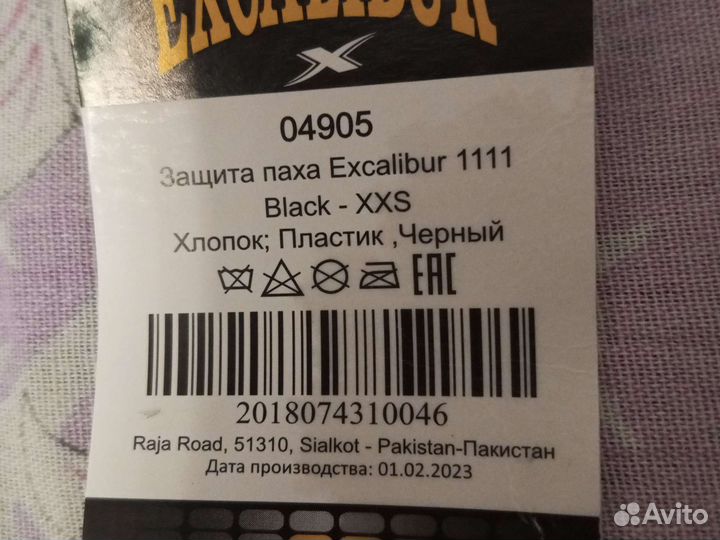 EXCALIBUR
04905
Защита паха Excalibur 1111
Black - XXS
Хлопок; Пластик ,Черный
EAC
2018074310046
Raja Road, 51310, Sialkot - Pakistan-Пакистан
Дата производства: 01.02.2023
Avito